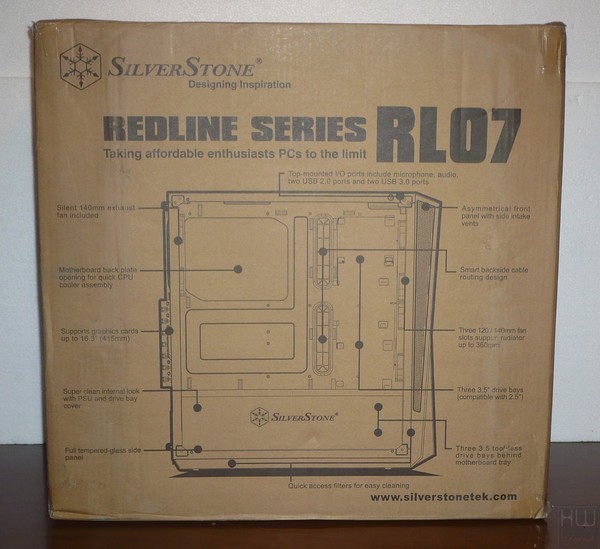 SILVERSTONE®
Designing Inspiration
REDLINE SERIES RL07
Taking affordable enthusiasts PCs to the limit
Top-mounted I/O ports include microphone, audio,
two USB 2.0 ports and two USB 3.0 ports
Silent 140mm exhaust
fan included
Asymmetrical front
panel with side intake
vents
Motherboard back plate
opening for quick CPU
cooler assembly
Smart backside cable
routing design
Supports graphics cards
up to 16.3" (415mm)
Three 120 / 140mm fan
slots support radiator
up to 360mm
Super clean internal look
with PSU and drive bay
cover
Three 3.5" drive bays
(compatible with 2.5")
SILVERSTONE®
Full tempered-glass side
panel
Three 3.5 tool-less
drive bays behind
motherboard tray
Quick access filters for easy cleaning
www.silverstonetek.com
HW